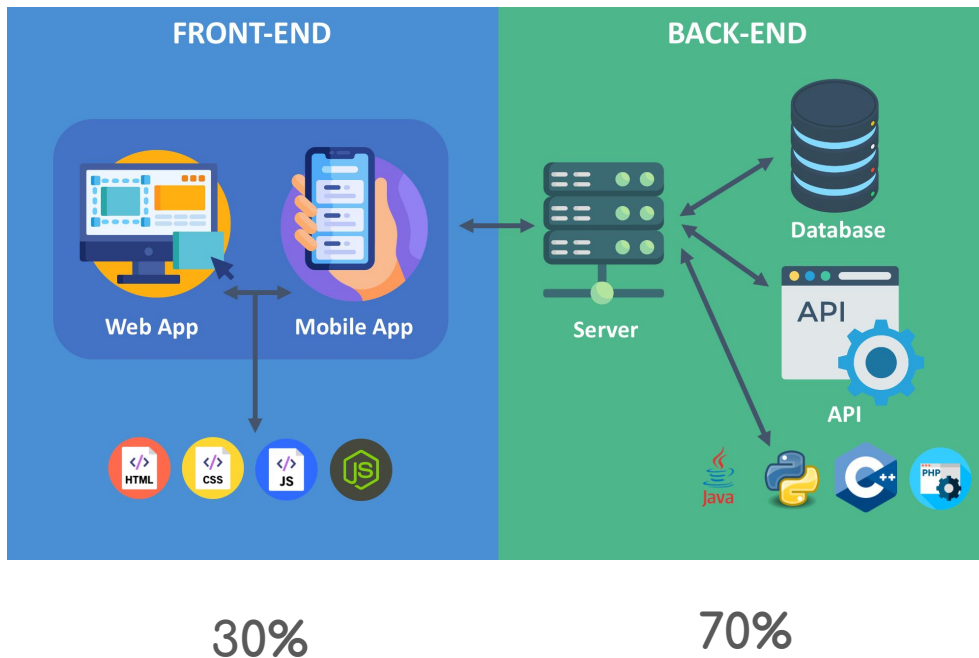 FRONT-END
BACK-END
Web App
Mobile App
Server
Database
API
API
</> HTML
</> CSS
</> JS
JS
Java
C++
PHP
30%
70%